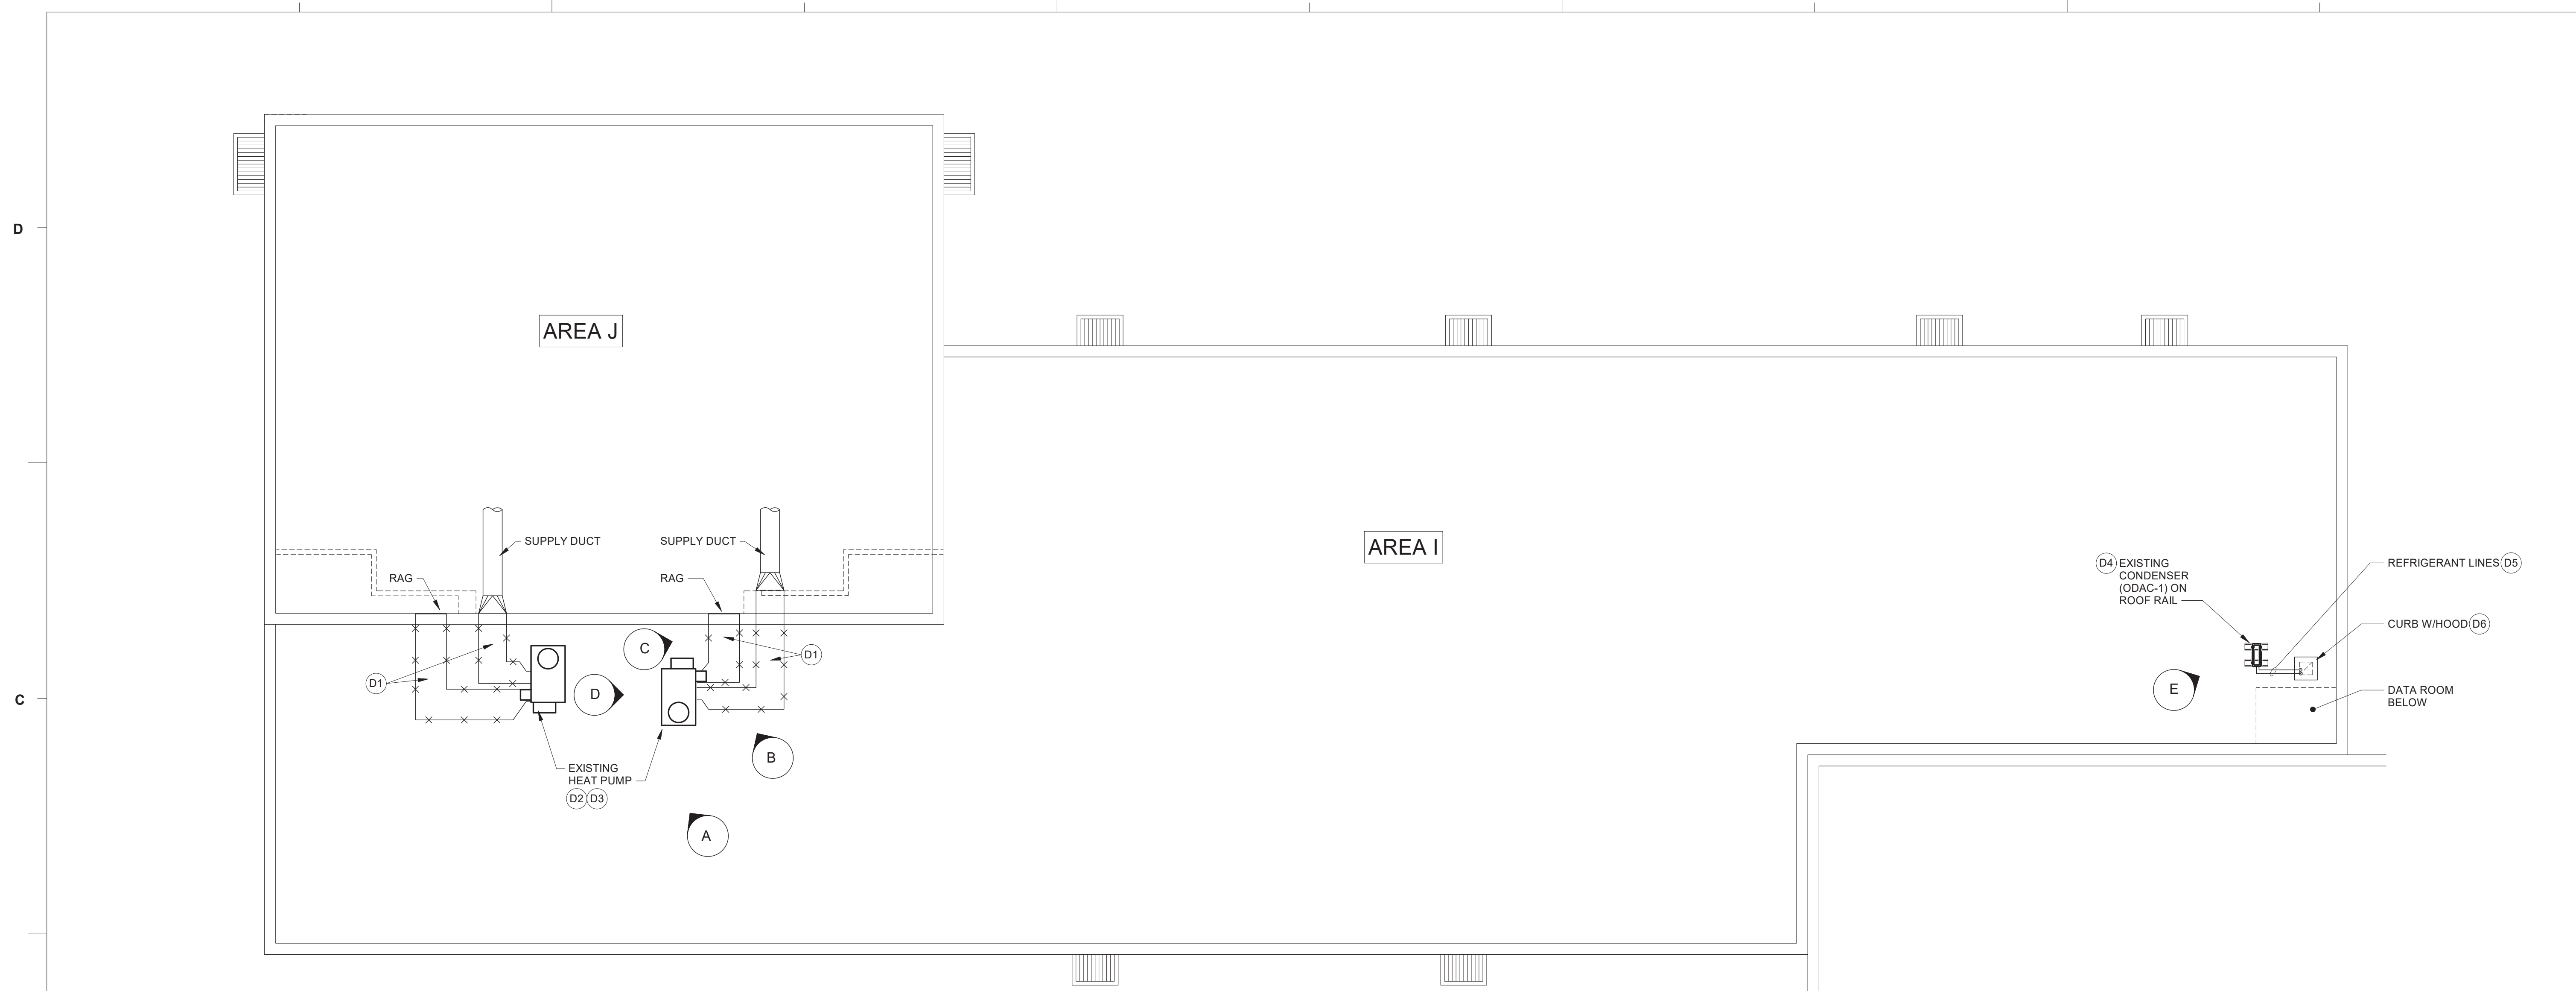 D
AREA J
SUPPLY DUCT
SUPPLY DUCT
AREA I
RAG
RAG
D4 EXISTING
CONDENSER
(ODAC-1) ON
ROOF RAIL
REFRIGERANT LINES D5
CURB W/HOOD D6
C
D1
D1
D
E
DATA ROOM
BELOW
C
B
EXISTING
HEAT PUMP
D2 D3
A